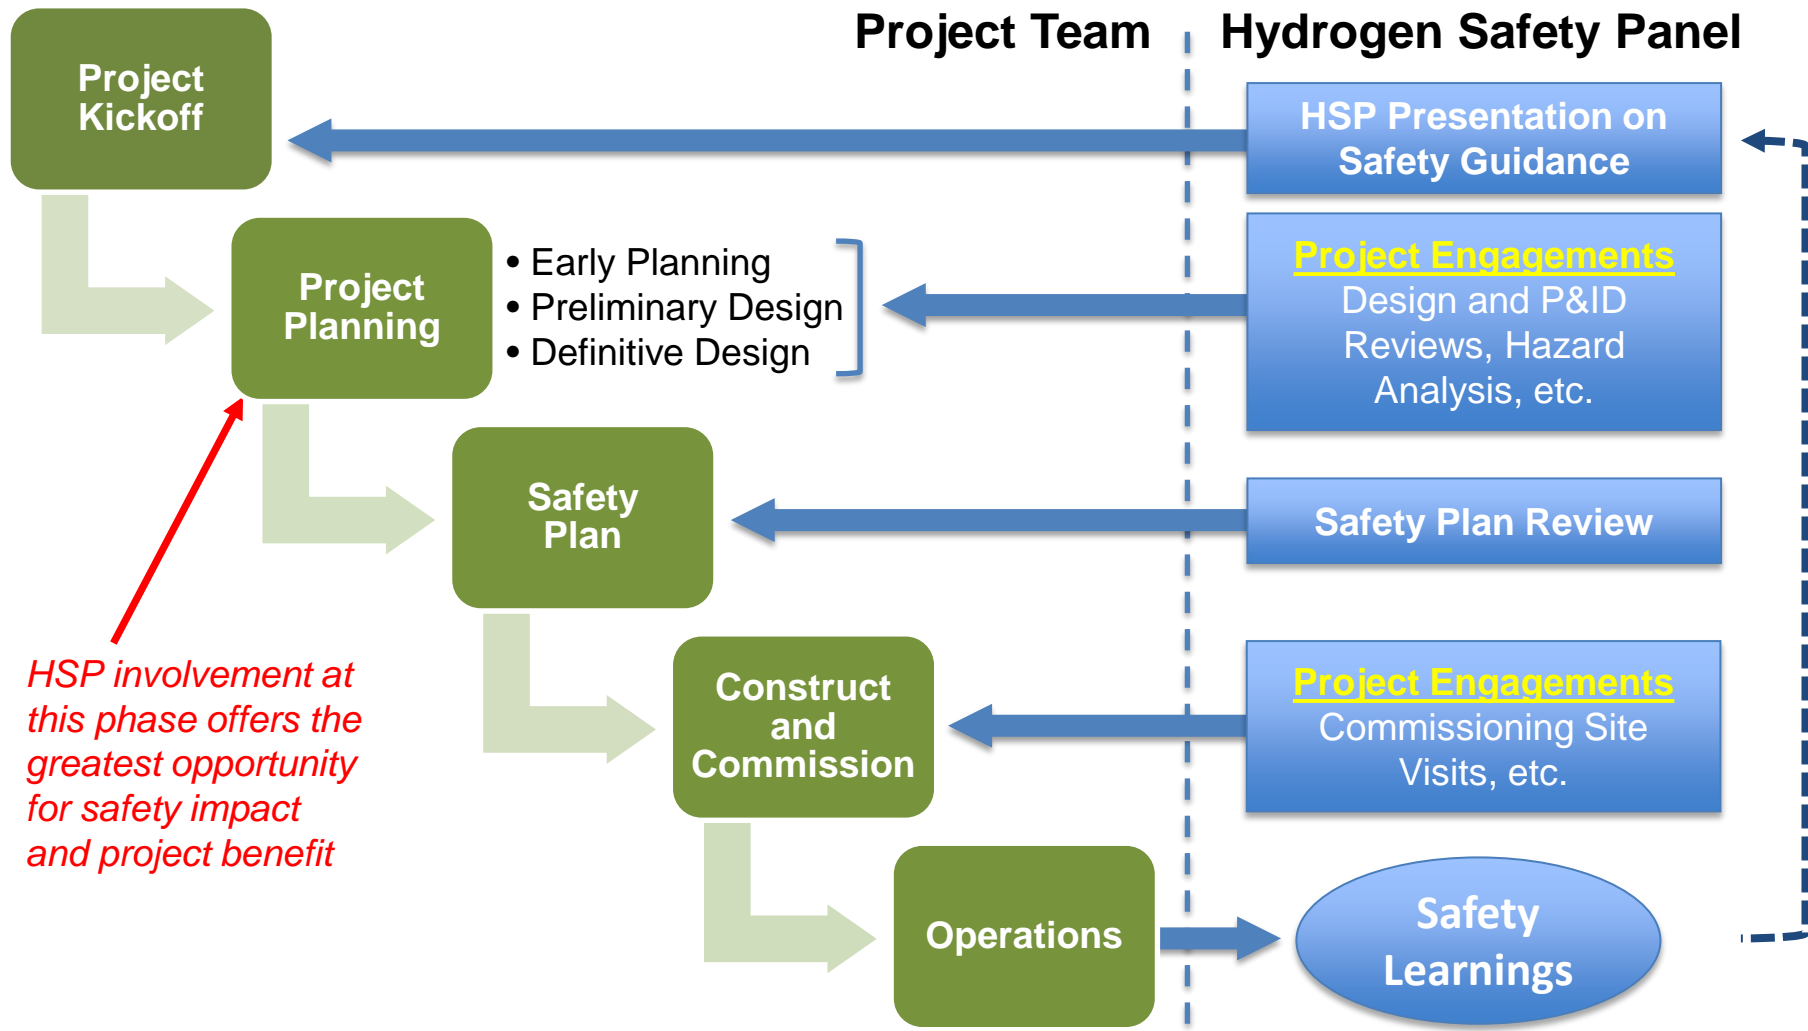 Project Team
Hydrogen Safety Panel
Project
Kickoff
HSP Presentation on
Safety Guidance
Project
Planning
• Early Planning
• Preliminary Design
• Definitive Design
Project Engagements
Design and P&ID
Reviews, Hazard
Analysis, etc.
Safety
Plan
Safety Plan Review
HSP involvement at
this phase offers the
greatest opportunity
for safety impact
and project benefit
Construct
and
Commission
Project Engagements
Commissioning Site
Visits, etc.
Operations
Safety
Learnings